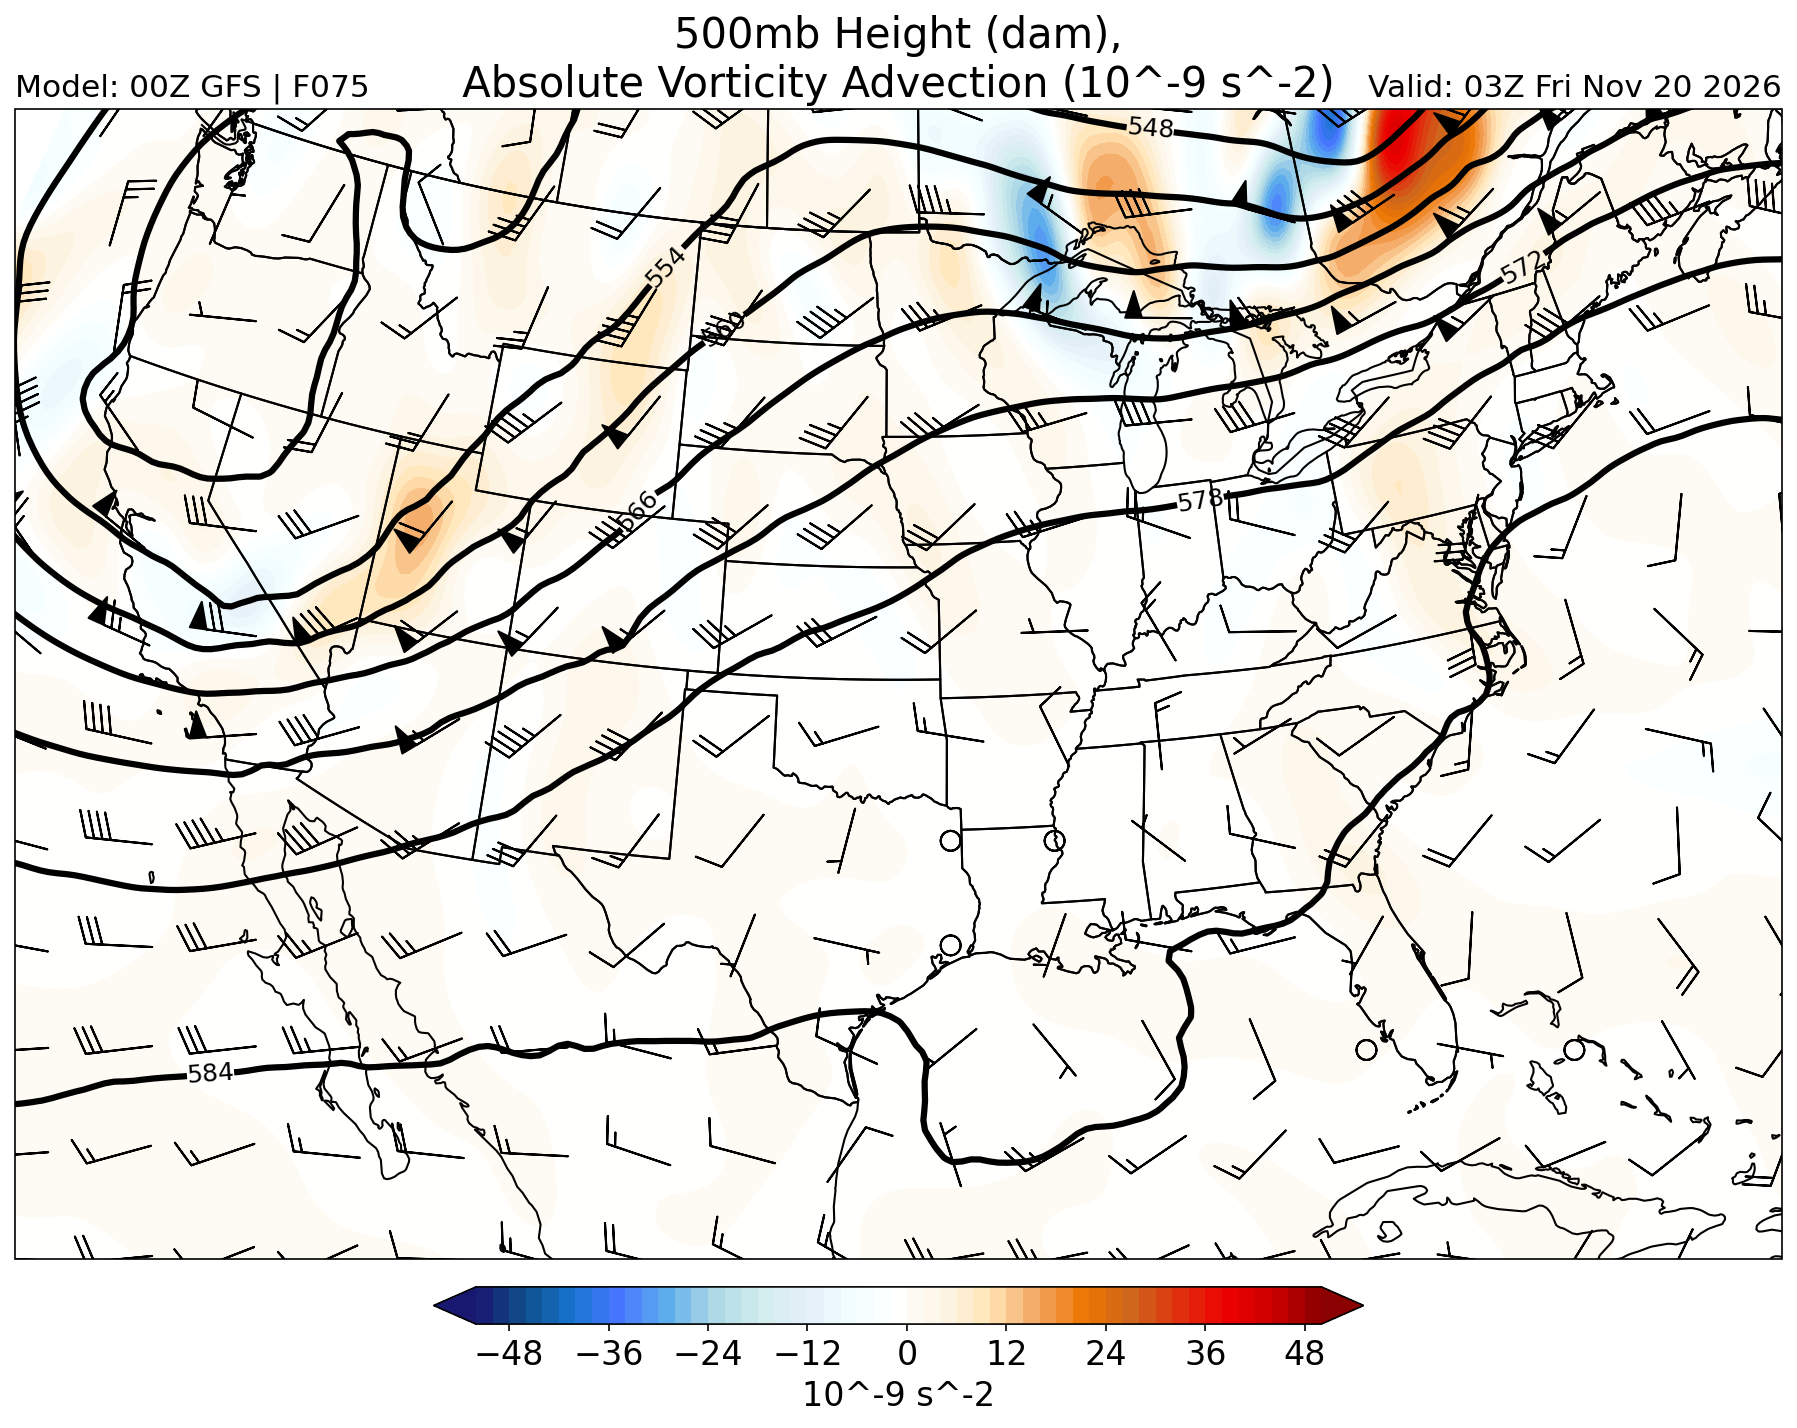 500mb Height (dam),
Model: 00Z GFS | F075
Absolute Vorticity Advection (10^-9 s^-2)
Valid: 03Z Fri Nov 20 2026
548
554
572
560
566
578
584
−48 −36 −24 −12 0 12 24 36 48
10^-9 s^-2